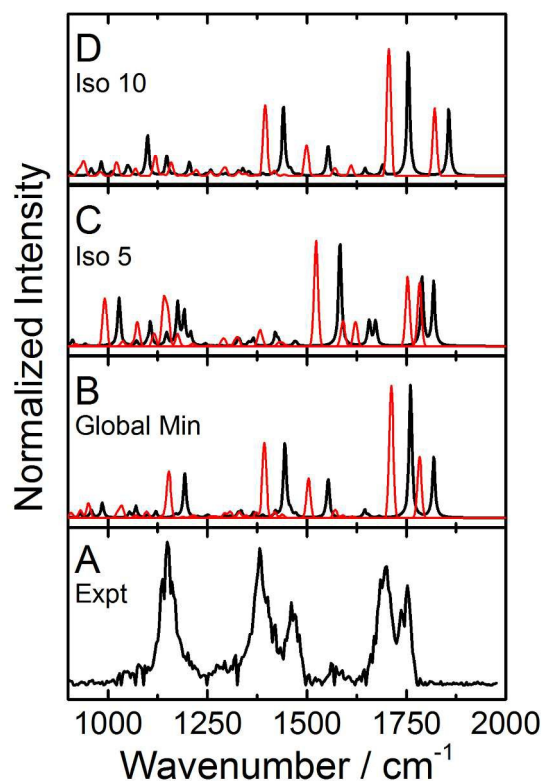 D
Iso 10
C
Iso 5
B
Global Min
A
Expt
Normalized Intensity
1000 1250 1500 1750 2000
Wavenumber / cm⁻¹